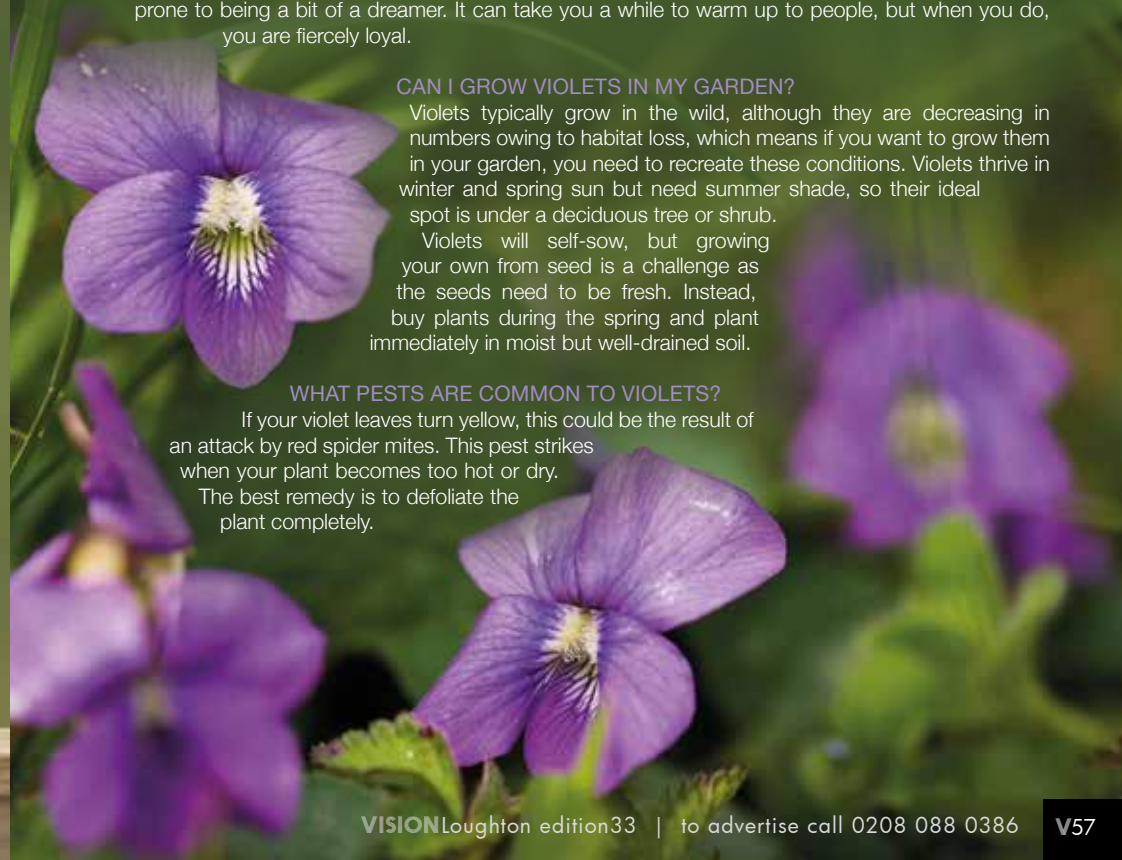 prone to being a bit of a dreamer. It can take you a while to warm up to people, but when you do,
you are fiercely loyal.
CAN I GROW VIOLETS IN MY GARDEN?
Violets typically grow in the wild, although they are decreasing in
numbers owing to habitat loss, which means if you want to grow them
in your garden, you need to recreate these conditions. Violets thrive in
winter and spring sun but need summer shade, so their ideal
spot is under a deciduous tree or shrub.
Violets will self-sow, but growing
your own from seed is a challenge as
the seeds need to be fresh. Instead,
buy plants during the spring and plant
immediately in moist but well-drained soil.
WHAT PESTS ARE COMMON TO VIOLETS?
If your violet leaves turn yellow, this could be the result of
an attack by red spider mites. This pest strikes
when your plant becomes too hot or dry.
The best remedy is to defoliate the
plant completely.
VISIONLoughton edition33 | to advertise call 0208 088 0386 V57